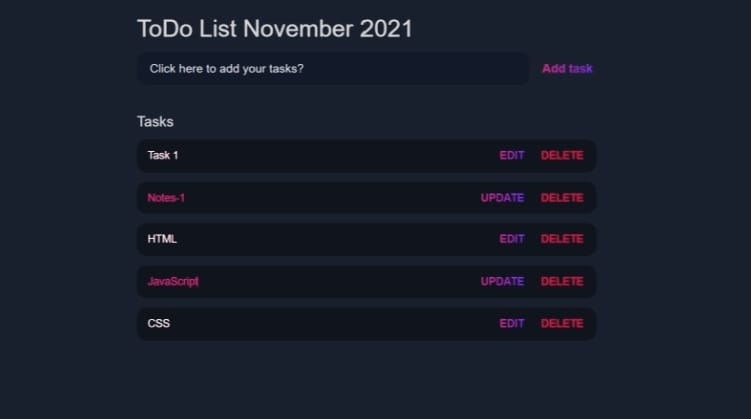 ToDo List November 2021
Click here to add your tasks? Add task
Tasks
Task 1 EDIT DELETE
Notes-1 UPDATE DELETE
HTML EDIT DELETE
JavaScript UPDATE DELETE
CSS EDIT DELETE